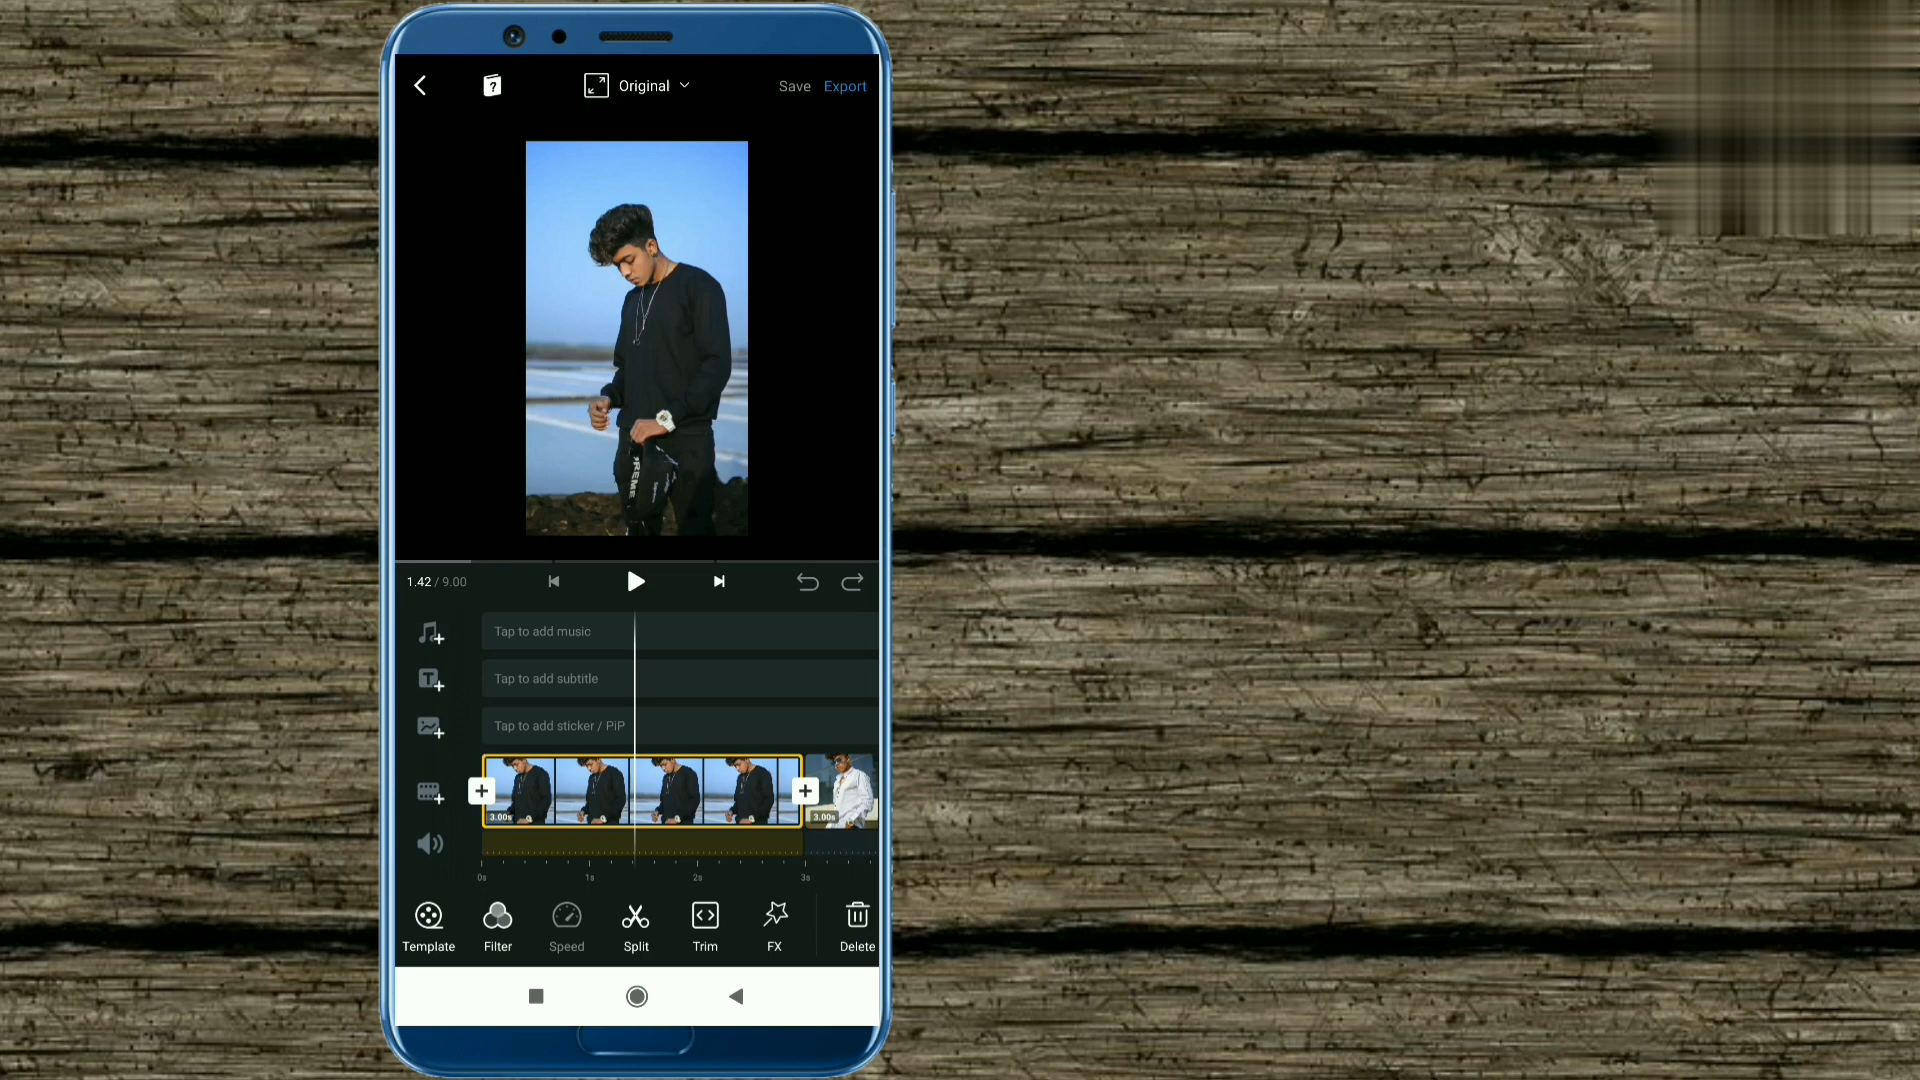 Original
Save Export
REME
1.42 / 9.00
Tap to add music
Tap to add subtitle
Tap to add sticker / PiP
3.00s
3.00s
0s 1s 2s 3s
Template Filter Speed Split Trim FX Delete